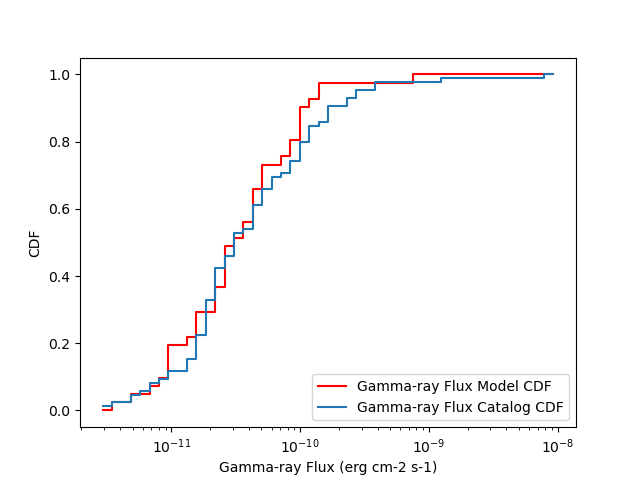 1.0
0.8
0.6
0.4
0.2
0.0
CDF
10⁻¹¹
10⁻¹⁰
10⁻⁹
10⁻⁸
Gamma-ray Flux (erg cm-2 s-1)
Gamma-ray Flux Model CDF
Gamma-ray Flux Catalog CDF